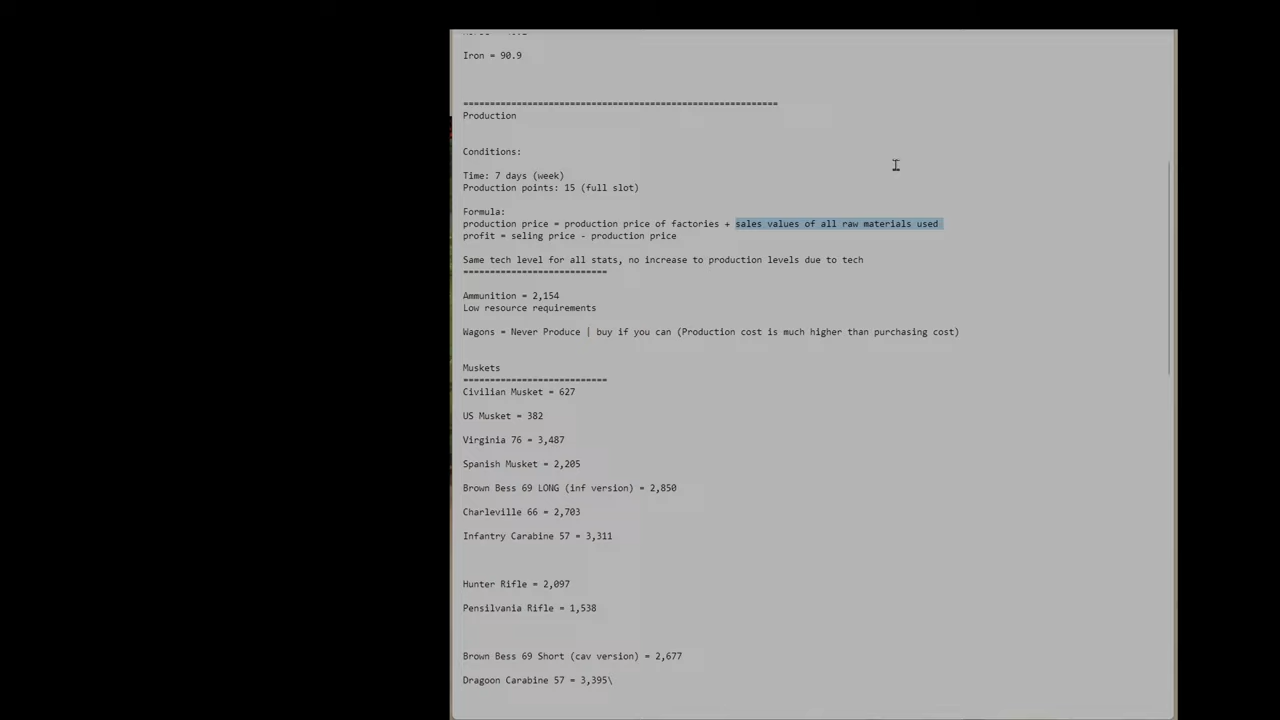 Iron = 90.9
===========================================================
Production
Conditions:
Time: 7 days (week)
Production points: 15 (full slot)
Formula:
production price = production price of factories + sales values of all raw materials used
profit = seling price - production price
Same tech level for all stats, no increase to production levels due to tech
===========================
Ammunition = 2,154
Low resource requirements
Wagons = Never Produce | buy if you can (Production cost is much higher than purchasing cost)
Muskets
===========================
Civilian Musket = 627
US Musket = 382
Virginia 76 = 3,487
Spanish Musket = 2,205
Brown Bess 69 LONG (inf version) = 2,850
Charleville 66 = 2,703
Infantry Carabine 57 = 3,311
Hunter Rifle = 2,097
Pensilvania Rifle = 1,538
Brown Bess 69 Short (cav version) = 2,677
Dragoon Carabine 57 = 3,395\